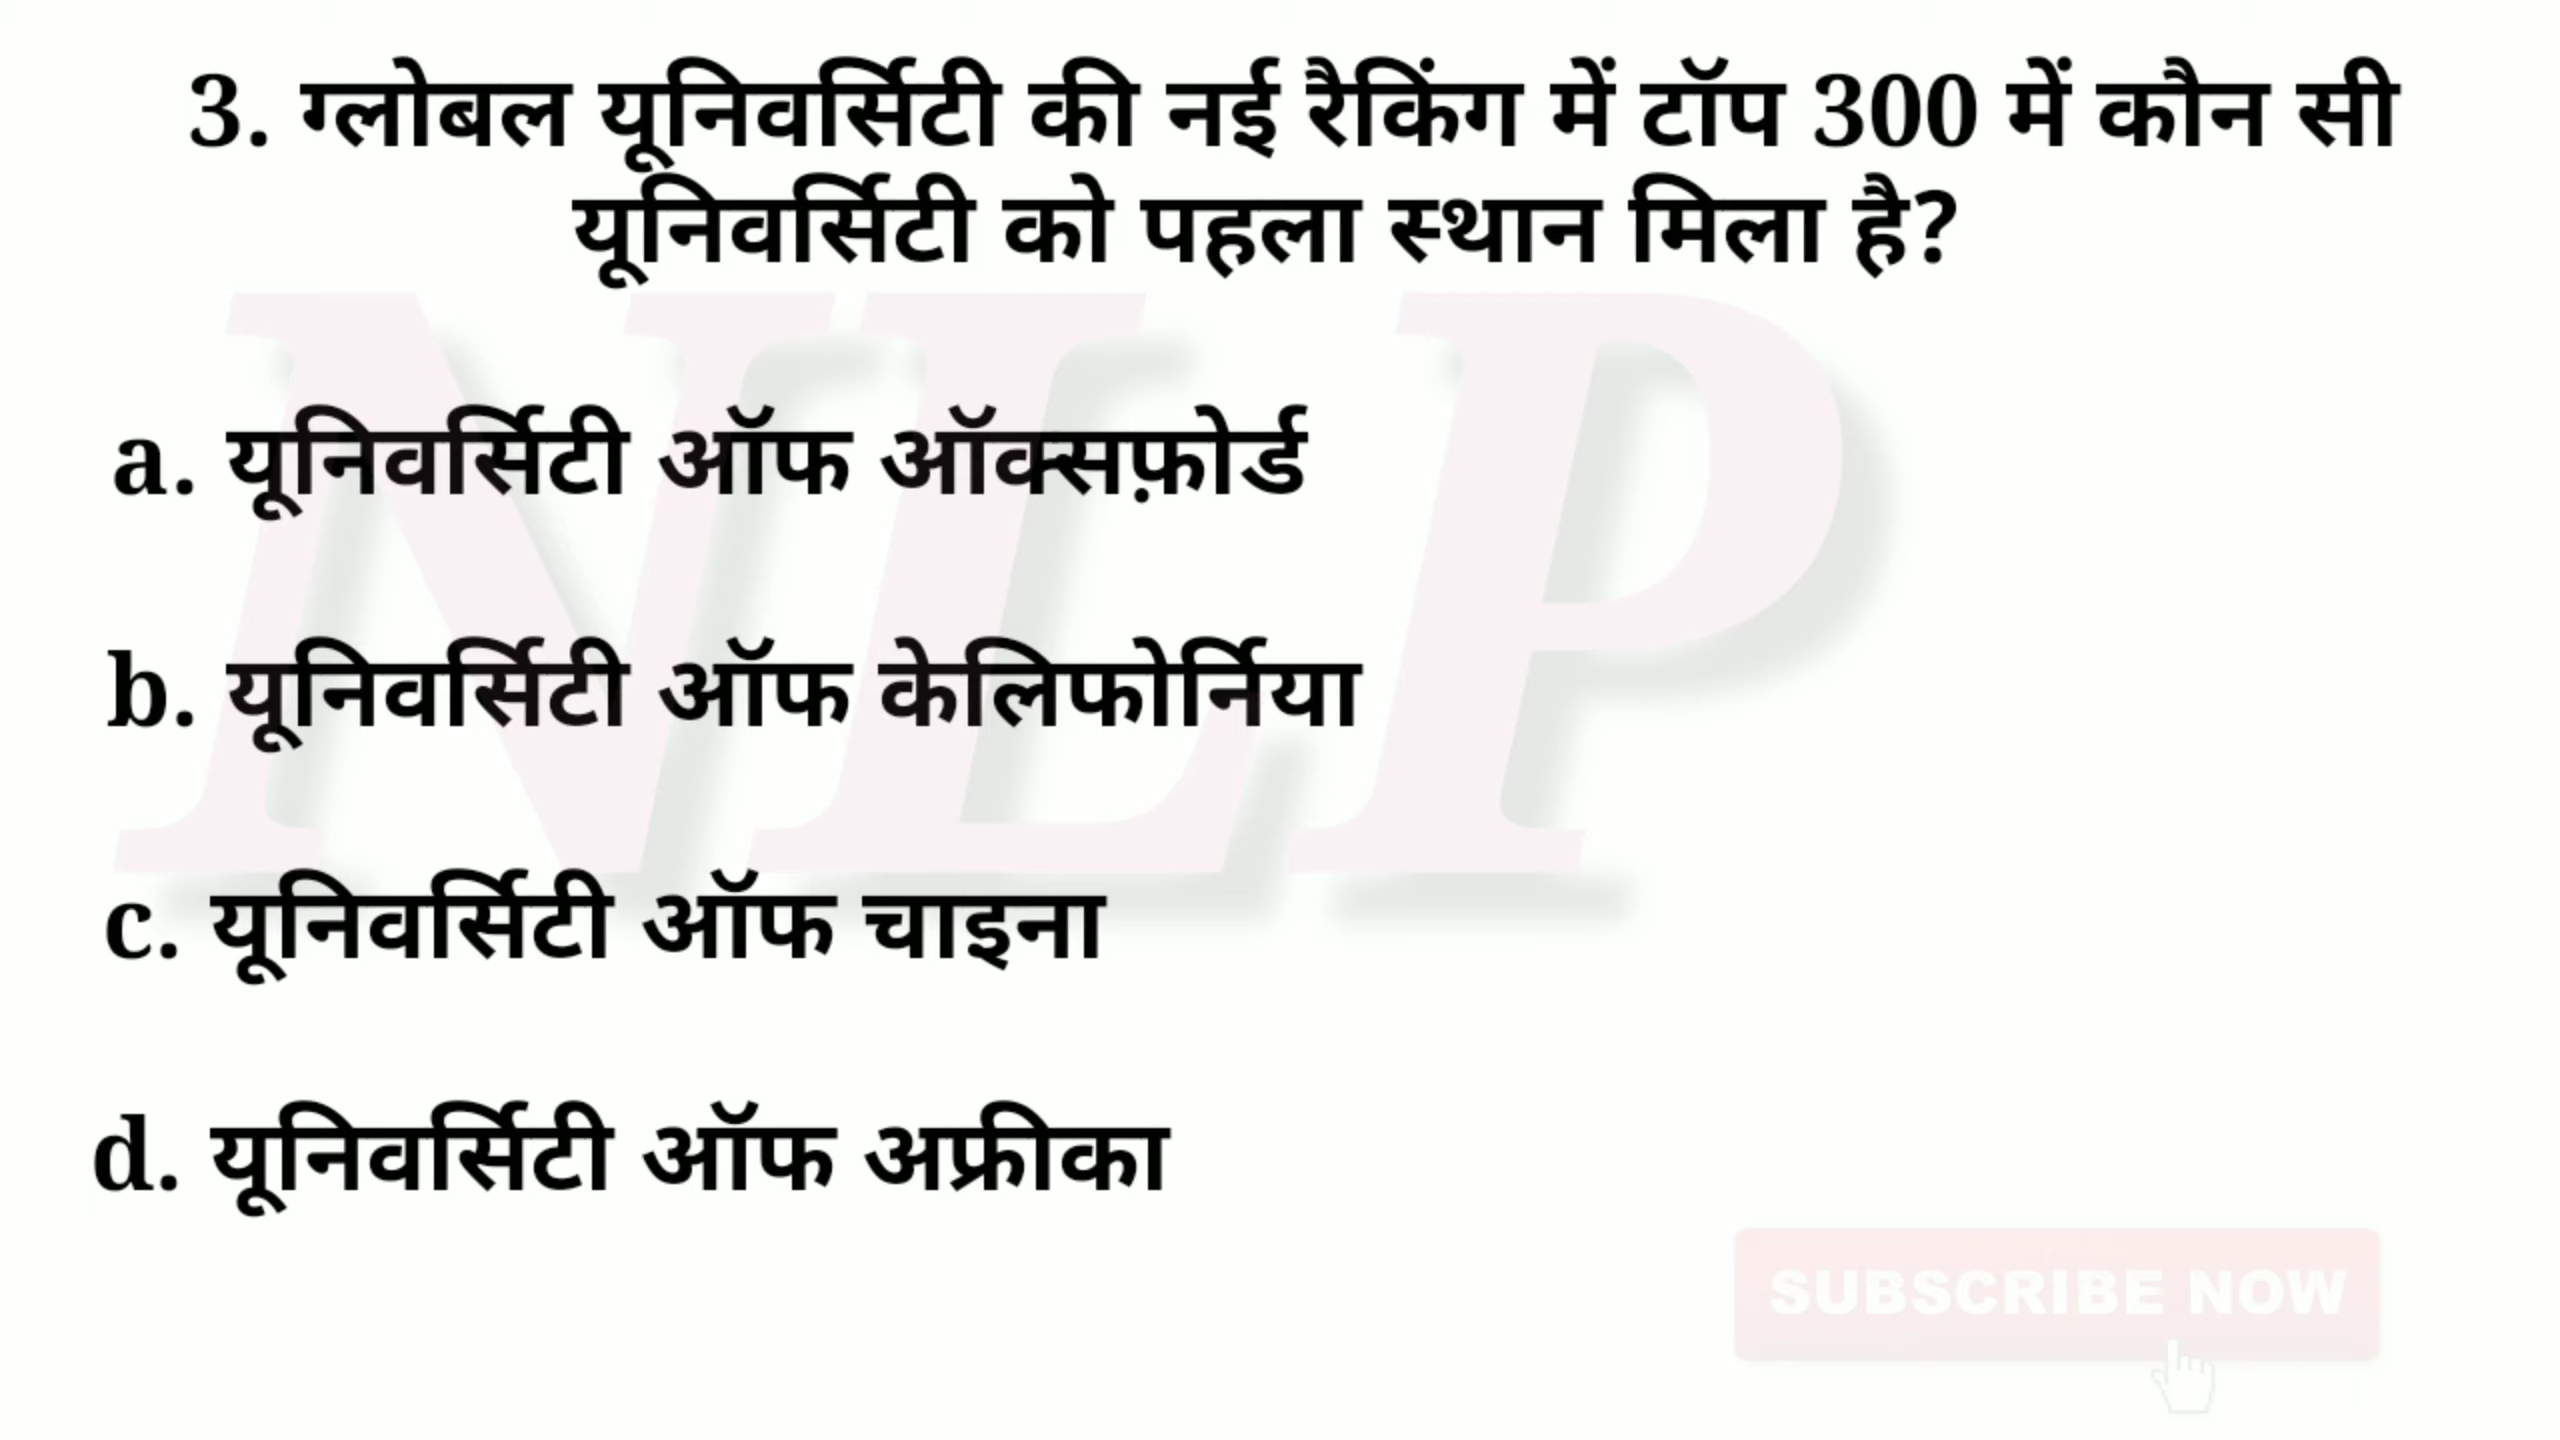 3. ग्लोबल यूनिवर्सिटी की नई रैकिंग में टॉप 300 में कौन सी
यूनिवर्सिटी को पहला स्थान मिला है?
NLP
a. यूनिवर्सिटी ऑफ ऑक्सफ़ोर्ड
b. यूनिवर्सिटी ऑफ केलिफोर्निया
c. यूनिवर्सिटी ऑफ चाइना
d. यूनिवर्सिटी ऑफ अफ्रीका
SUBSCRIBE NOW